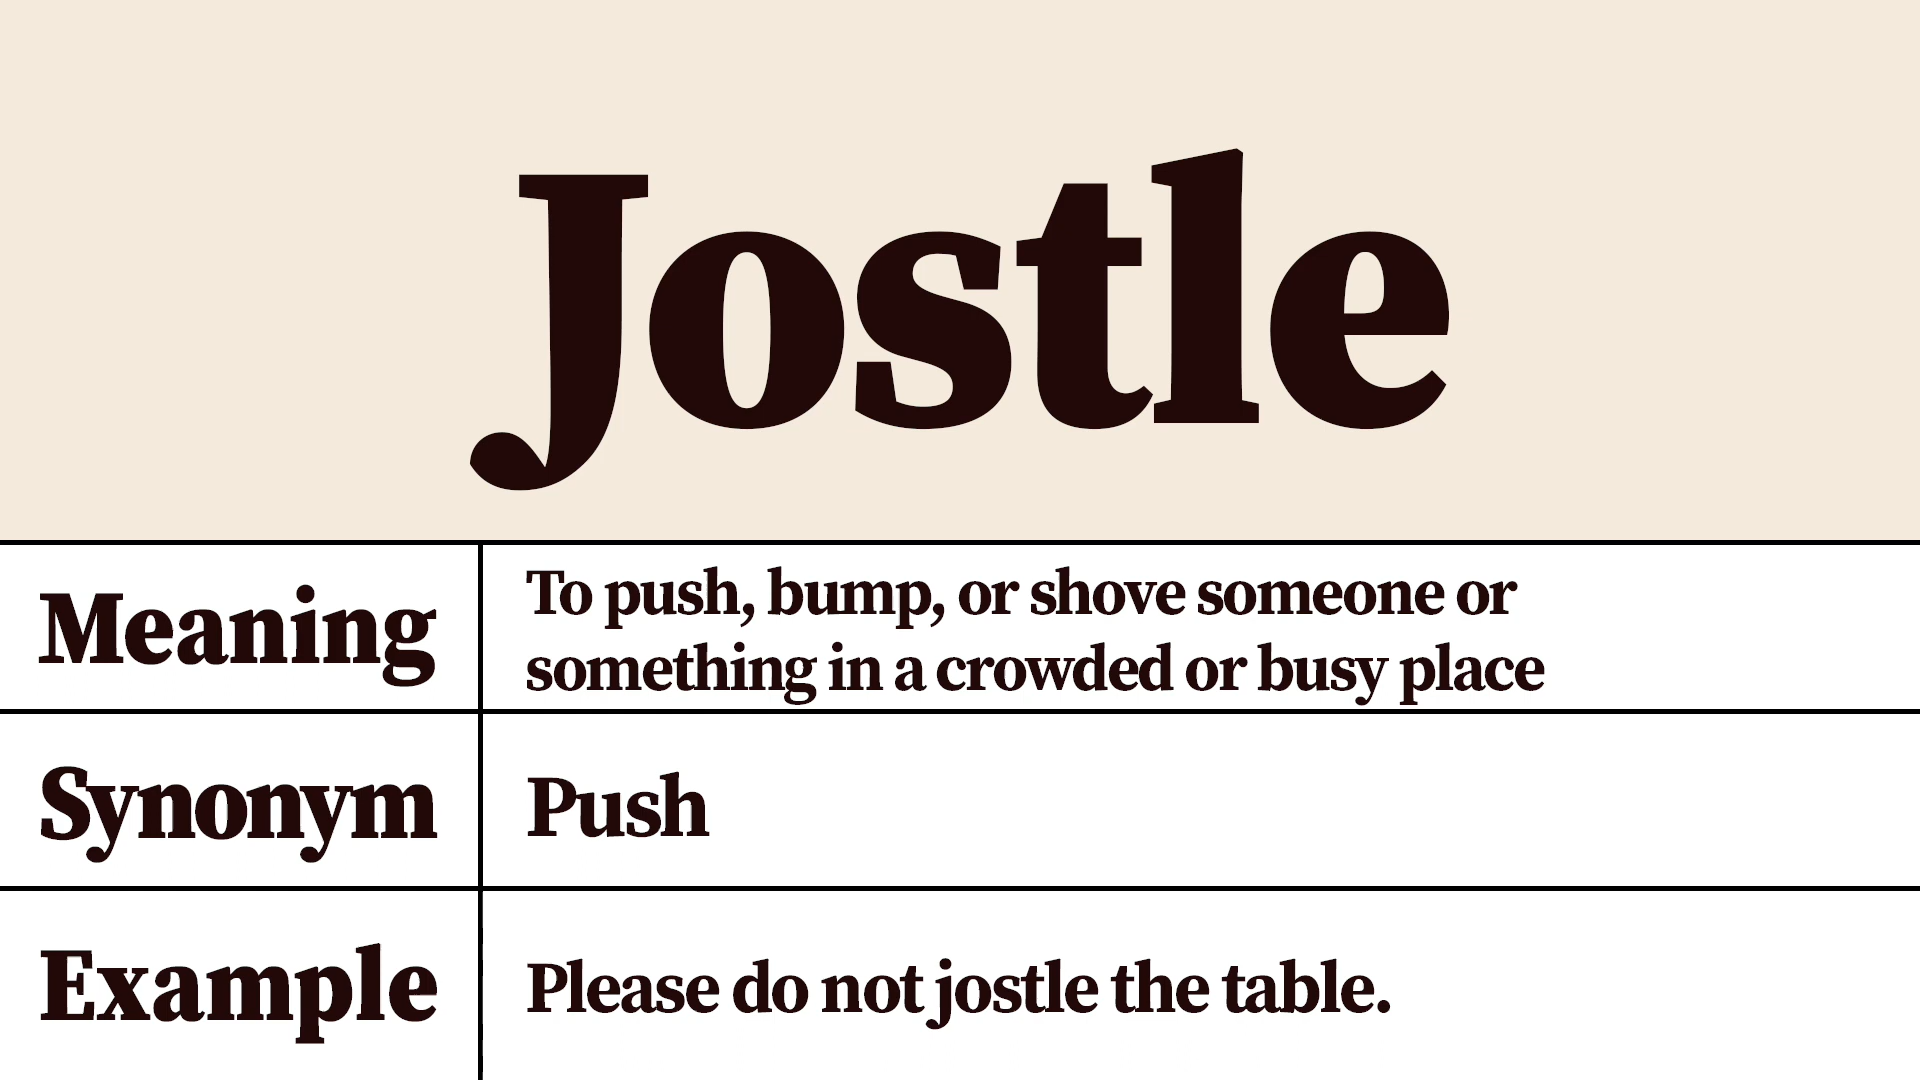 Jostle
Meaning
To push, bump, or shove someone or
something in a crowded or busy place
Synonym
Push
Example
Please do not jostle the table.